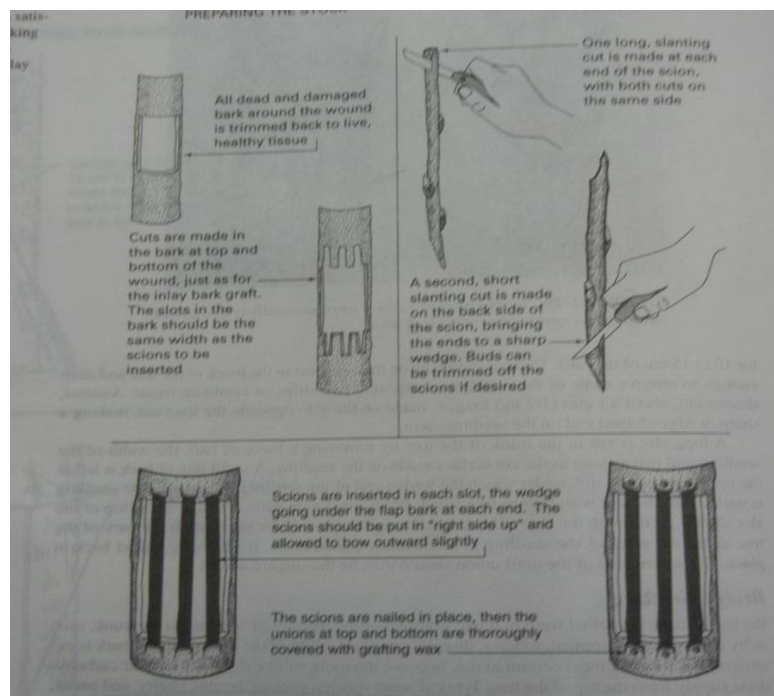 satis-
king
lay
PREPARING THE STOCK
All dead and damaged
bark around the wound
is trimmed back to live,
healthy tissue
Cuts are made in
the bark at top and
bottom of the
wound, just as for
the inlay bark graft.
The slots in the
bark should be the
same width as the
scions to be
inserted
One long, slanting
cut is made at each
end of the scion,
with both cuts on
the same side
A second, short
slanting cut is made
on the back side of
the scion, bringing
the ends to a sharp
wedge. Buds can
be trimmed off the
scions if desired
Scions are inserted in each slot, the wedge
going under the flap bark at each end. The
scions should be put in "right side up" and
allowed to bow outward slightly
The scions are nailed in place, then the
unions at top and bottom are thoroughly
covered with grafting wax